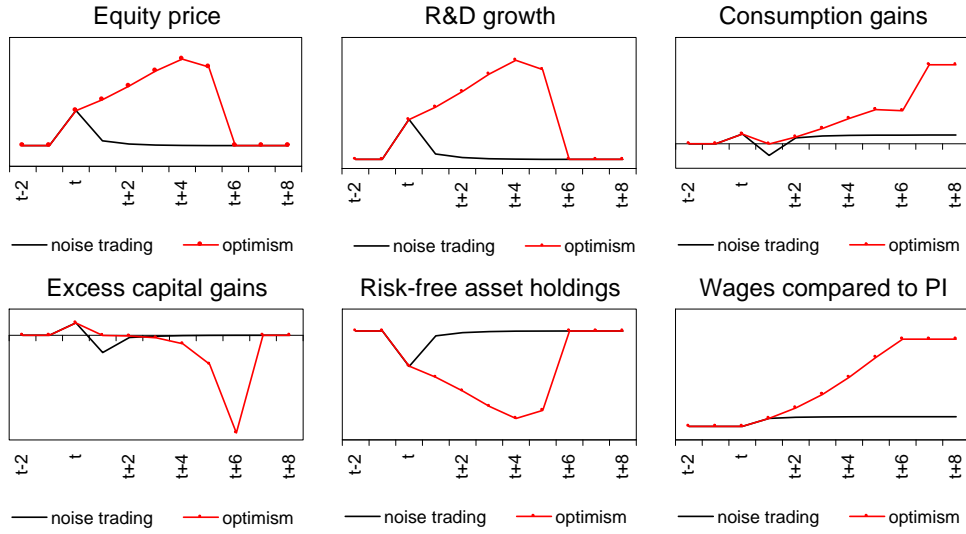 Equity price
R&D growth
Consumption gains
t-2 t t+2 t+4 t+6 t+8
t-2 t t+2 t+4 t+6 t+8
t-2 t t+2 t+4 t+6 t+8
noise trading optimism
noise trading optimism
noise trading optimism
Excess capital gains
Risk-free asset holdings
Wages compared to PI
t-2 t t+2 t+4 t+6 t+8
t-2 t t+2 t+4 t+6 t+8
t-2 t t+2 t+4 t+6 t+8
noise trading optimism
noise trading optimism
noise trading optimism